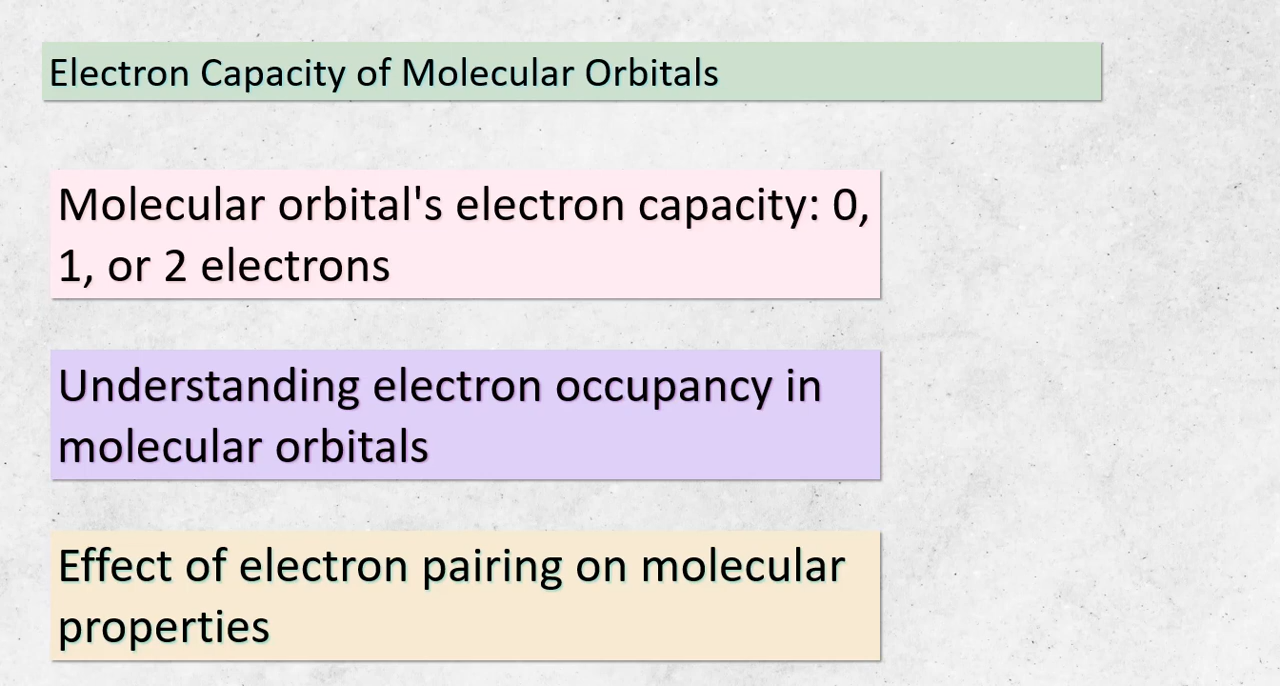 Electron Capacity of Molecular Orbitals
Molecular orbital's electron capacity: 0,
1, or 2 electrons
Understanding electron occupancy in
molecular orbitals
Effect of electron pairing on molecular
properties